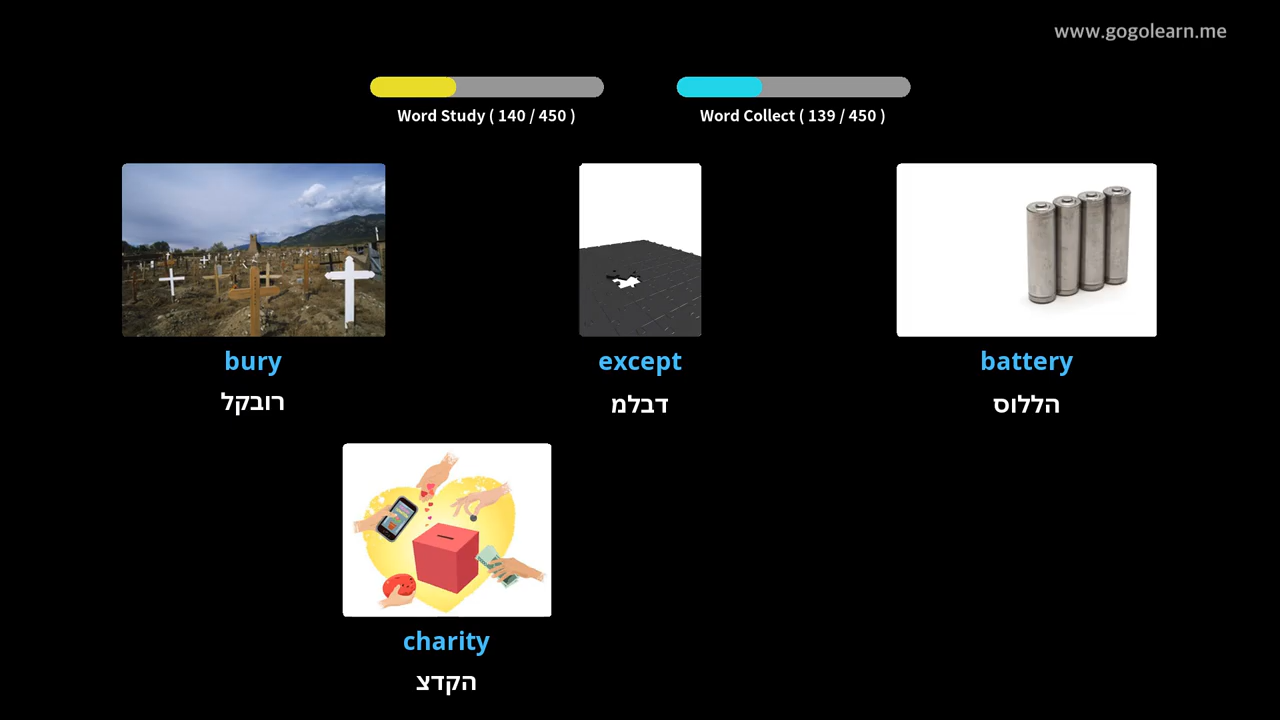 www.gogolearn.me
Word Study ( 140 / 450 )
Word Collect ( 139 / 450 )
bury
רובקל
except
דבלמ
battery
הללוס
charity
הקדצ